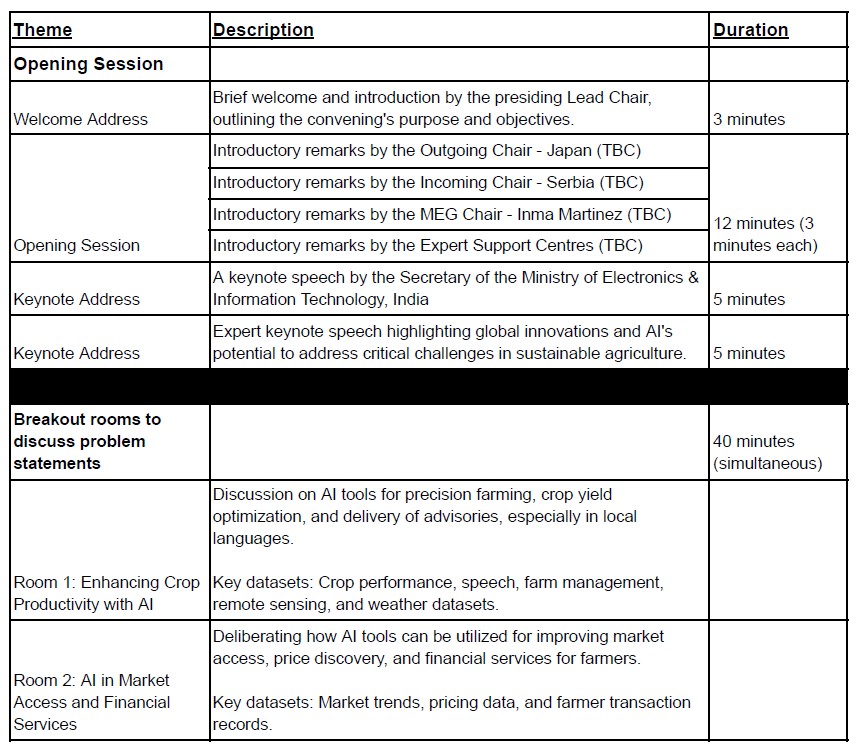 Theme Description Duration
Opening Session
Welcome Address
Brief welcome and introduction by the presiding Lead Chair,
outlining the convening's purpose and objectives.
3 minutes
Opening Session
Introductory remarks by the Outgoing Chair - Japan (TBC)
Introductory remarks by the Incoming Chair - Serbia (TBC)
Introductory remarks by the MEG Chair - Inma Martinez (TBC)
Introductory remarks by the Expert Support Centres (TBC)
12 minutes (3
minutes each)
Keynote Address
A keynote speech by the Secretary of the Ministry of Electronics &
Information Technology, India
5 minutes
Keynote Address
Expert keynote speech highlighting global innovations and AI's
potential to address critical challenges in sustainable agriculture.
5 minutes
Breakout rooms to
discuss problem
statements
40 minutes
(simultaneous)
Room 1: Enhancing Crop
Productivity with AI
Discussion on AI tools for precision farming, crop yield
optimization, and delivery of advisories, especially in local
languages.
Key datasets: Crop performance, speech, farm management,
remote sensing, and weather datasets.
Room 2: AI in Market
Access and Financial
Services
Deliberating how AI tools can be utilized for improving market
access, price discovery, and financial services for farmers.
Key datasets: Market trends, pricing data, and farmer transaction
records.